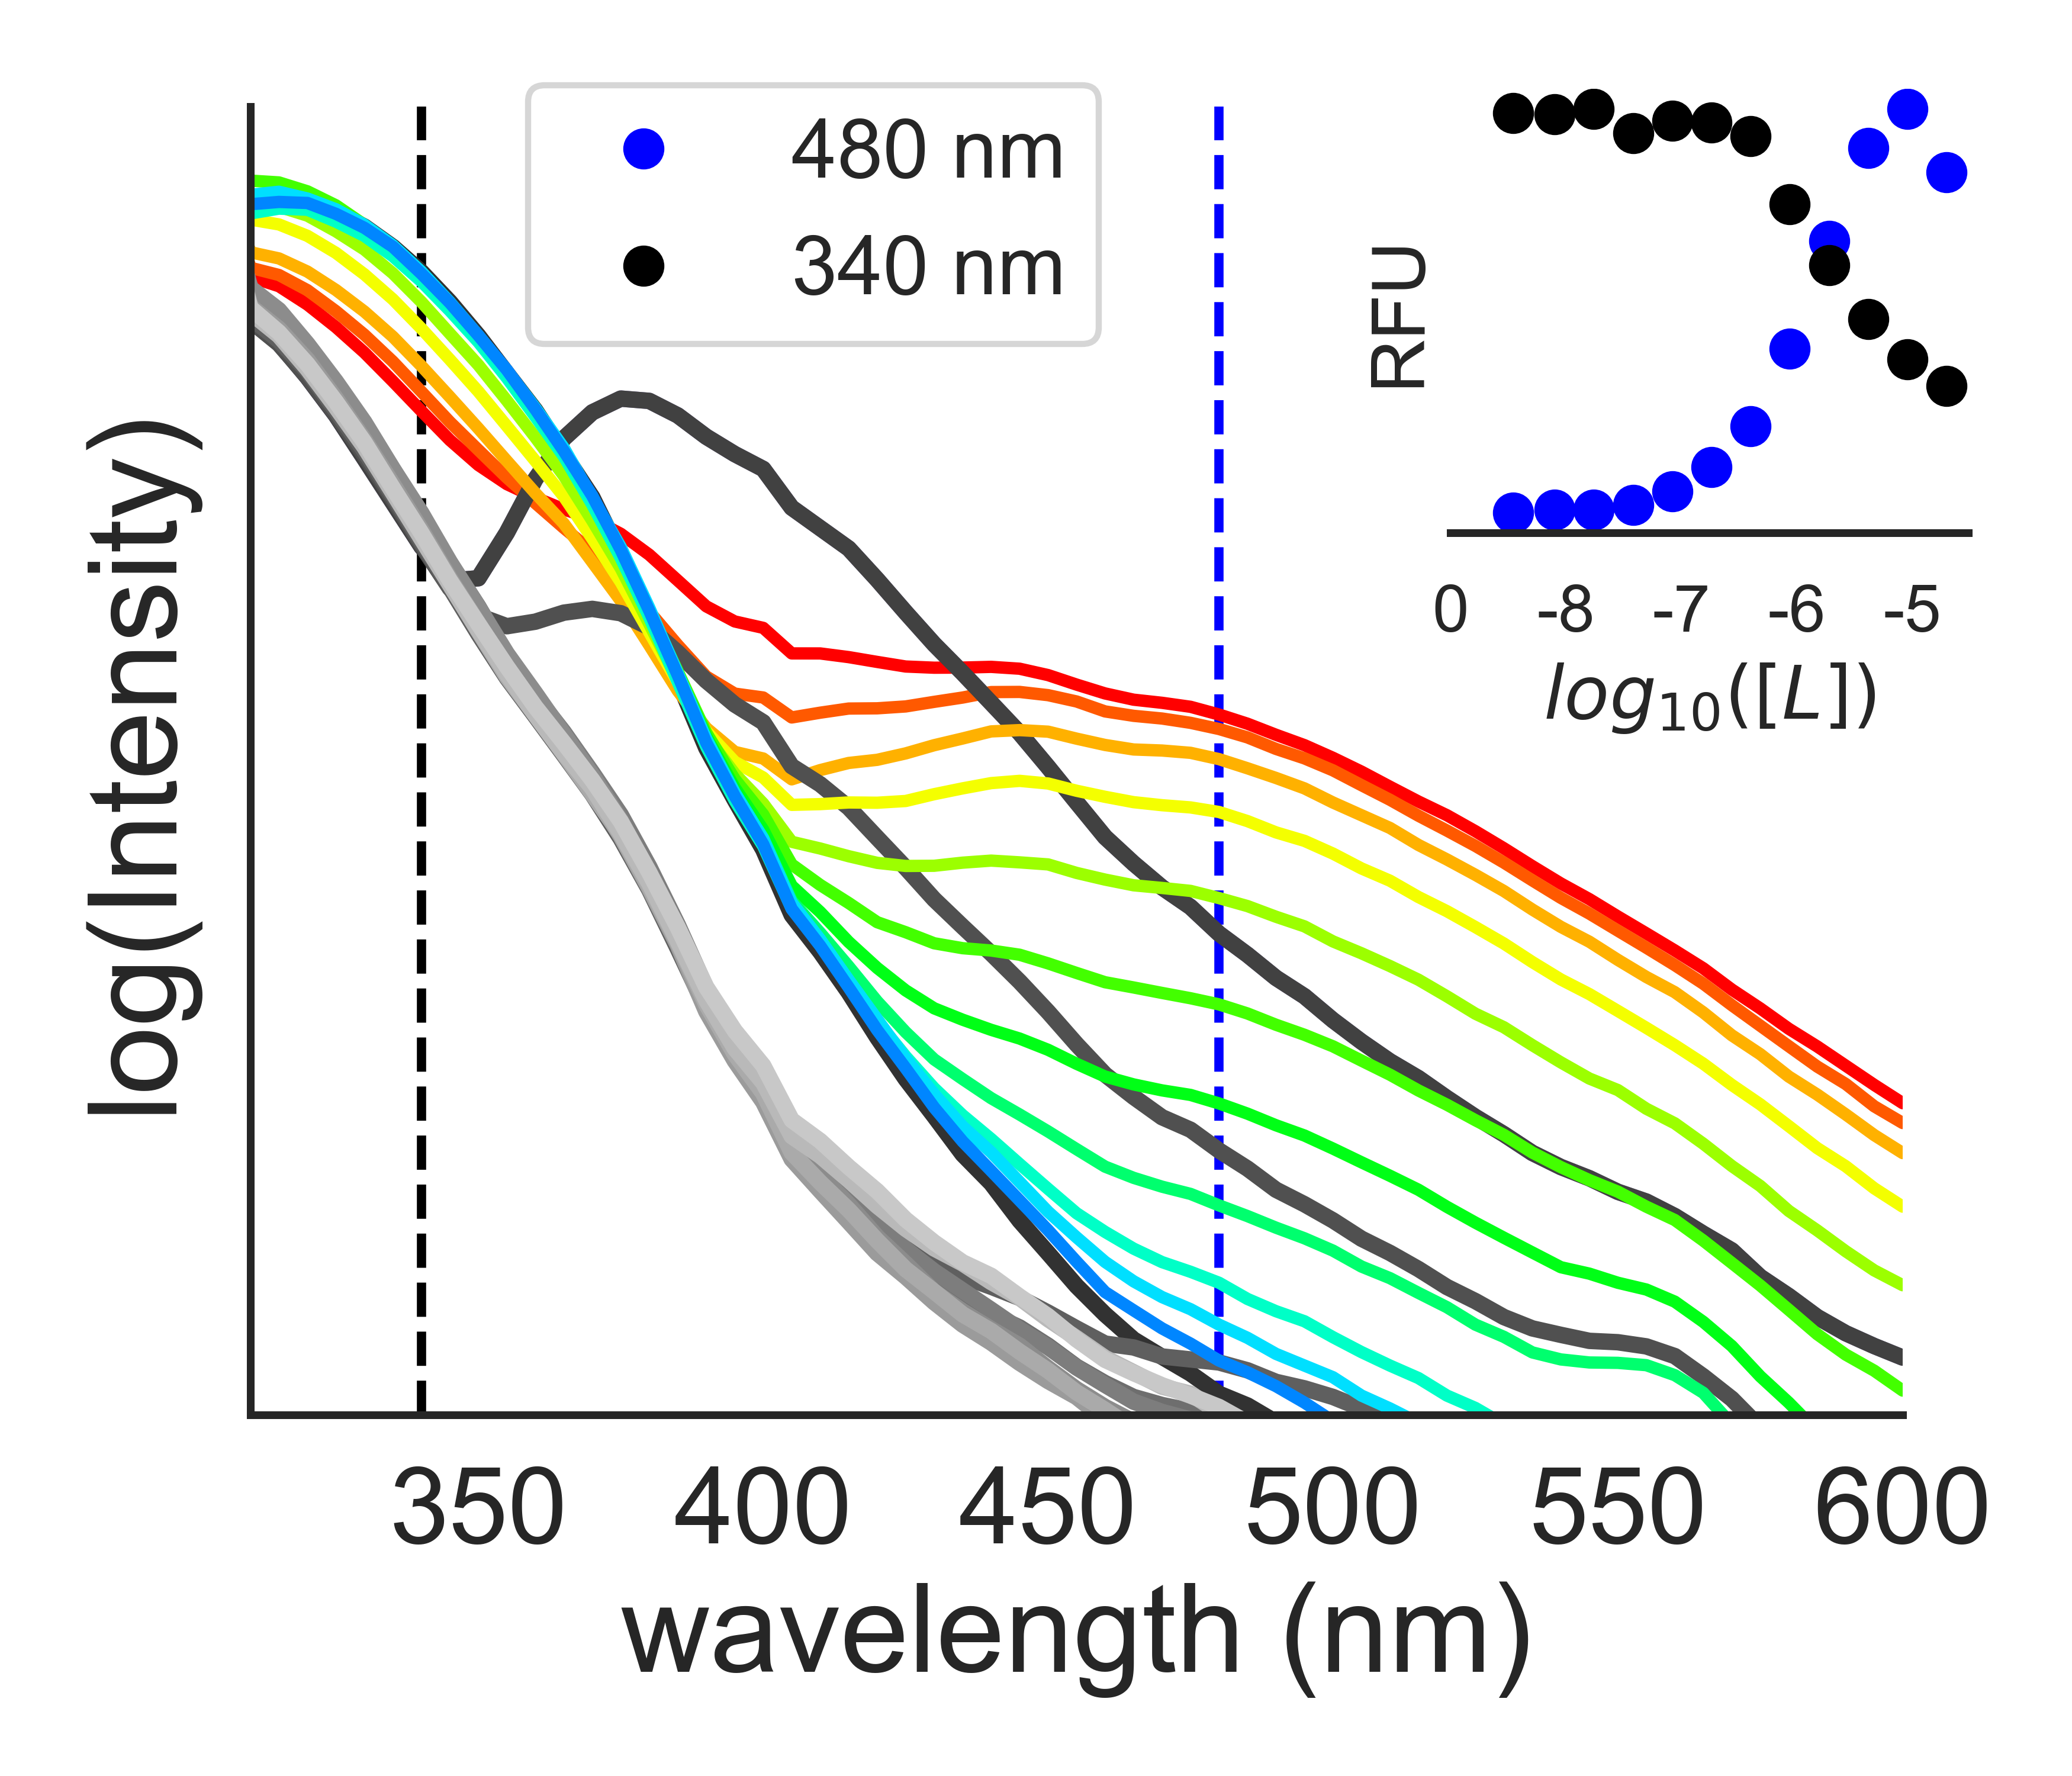 480 nm
340 nm
RFU
0 -8 -7 -6 -5
log10([L])
log(Intensity)
350 400 450 500 550 600
wavelength (nm)